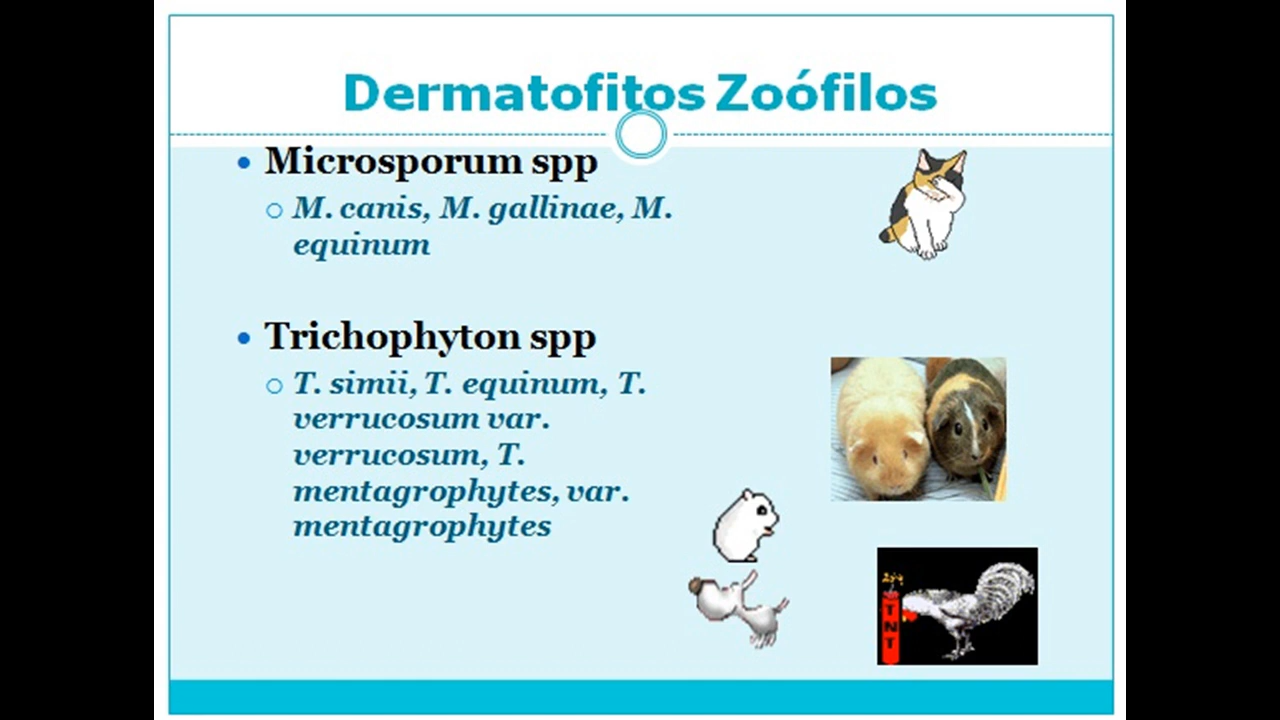 Dermatofitos Zoófilos
Microsporum spp
M. canis, M. gallinae, M.
equinum
Trichophyton spp
T. simii, T. equinum, T.
verrucosum var.
verrucosum, T.
mentagrophytes, var.
mentagrophytes
TNT